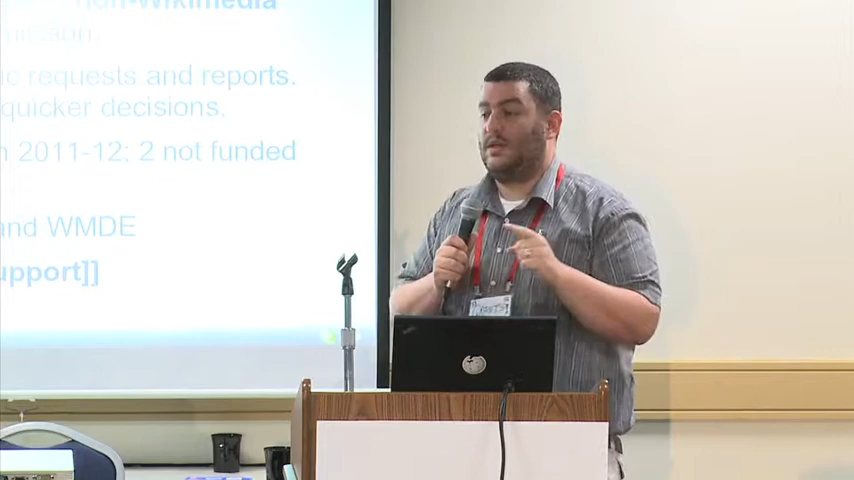 non-Wikimedia
mission.
ic requests and reports.
quicker decisions.
n 2011-12; 2 not funded
and WMDE
upport]]